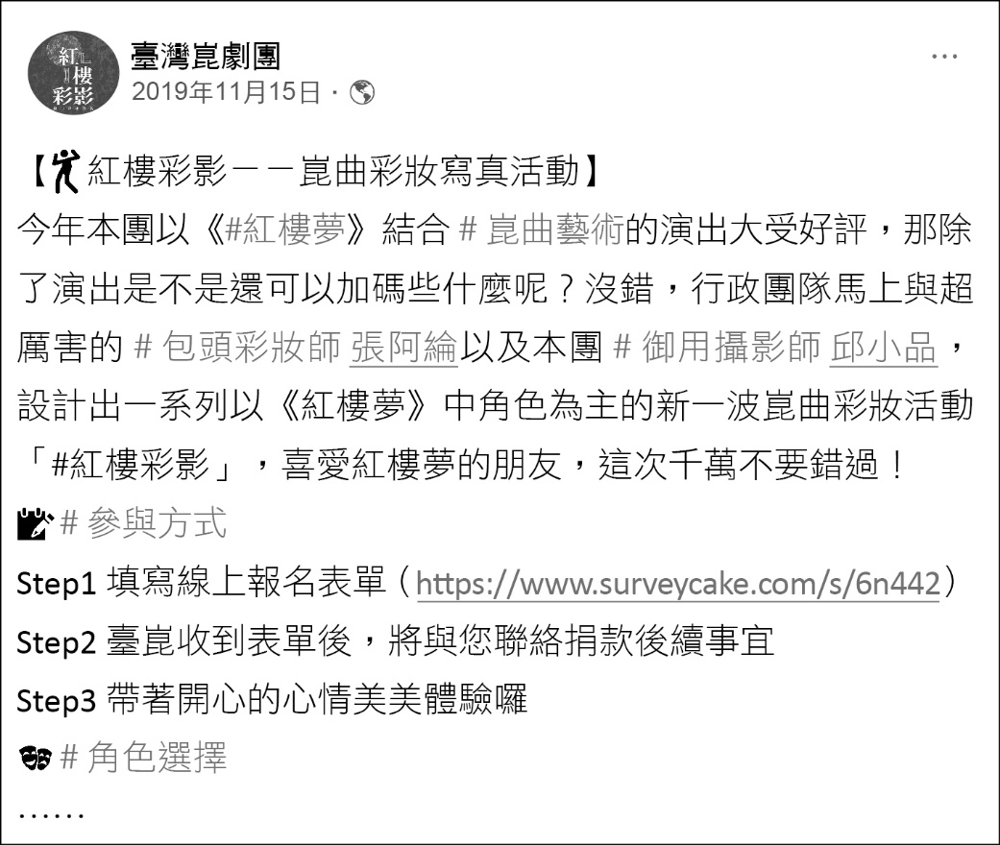 紅樓
彩影
臺灣崑劇團
2019年11月15日 ·
…
【紅樓彩影－－崑曲彩妝寫真活動】
今年本團以《#紅樓夢》結合 # 崑曲藝術的演出大受好評，那除
了演出是不是還可以加碼些什麼呢？沒錯，行政團隊馬上與超
厲害的 # 包頭彩妝師 張阿綸以及本團 # 御用攝影師 邱小品，
設計出一系列以《紅樓夢》中角色為主的新一波崑曲彩妝活動
「#紅樓彩影」，喜愛紅樓夢的朋友，這次千萬不要錯過！
# 參與方式
Step1 填寫線上報名表單（https://www.surveycake.com/s/6n442）
Step2 臺崑收到表單後，將與您聯絡捐款後續事宜
Step3 帶著開心的心情美美體驗囉
# 角色選擇
……